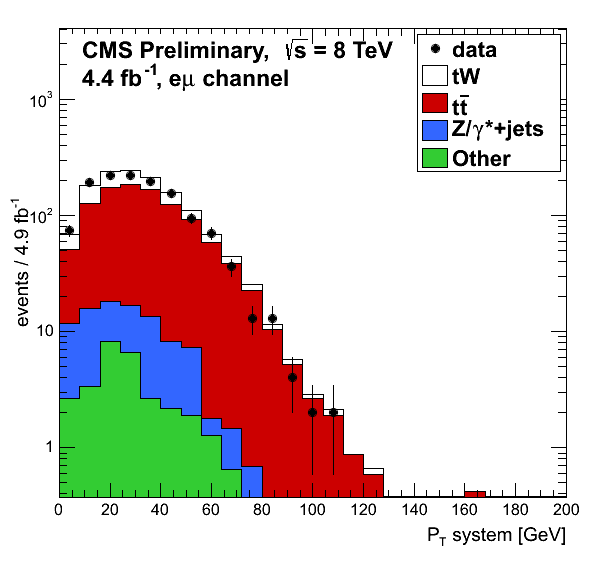 CMS Preliminary, √s = 8 TeV
4.4 fb⁻¹, eμ channel
data
tW
tt̄
Z/γ*+jets
Other
events / 4.9 fb⁻¹
10³
10²
10
1
0 20 40 60 80 100 120 140 160 180 200
P_T system [GeV]